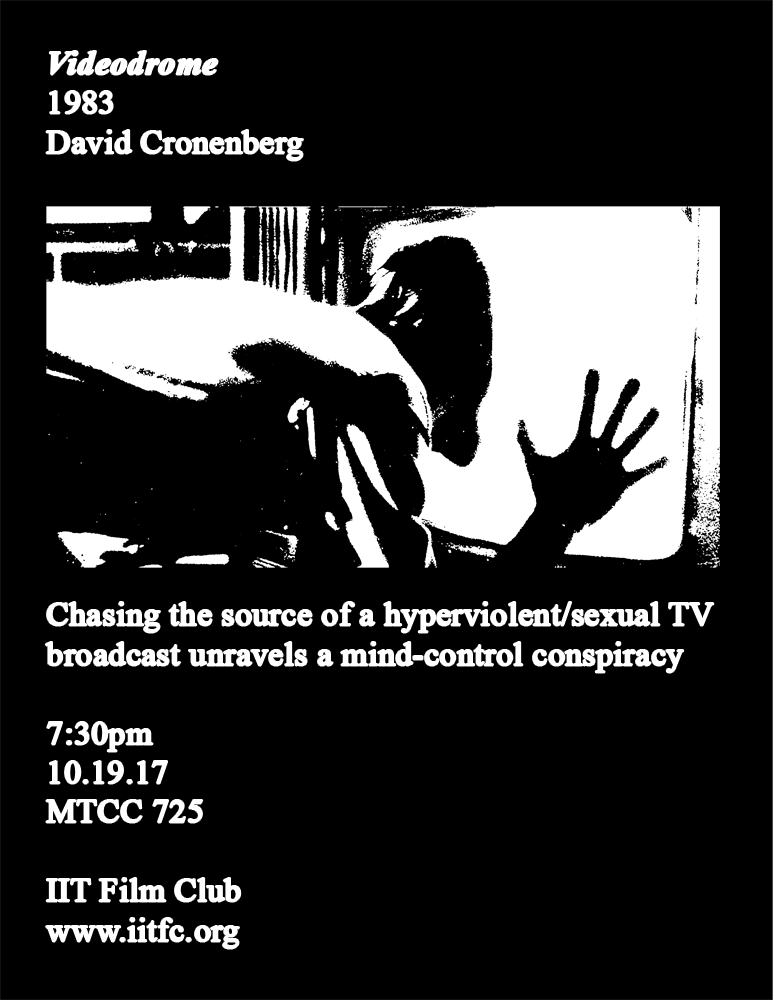 Videodrome
1983
David Cronenberg
Chasing the source of a hyperviolent/sexual TV
broadcast unravels a mind-control conspiracy
7:30pm
10.19.17
MTCC 725
IIT Film Club
www.iitfc.org